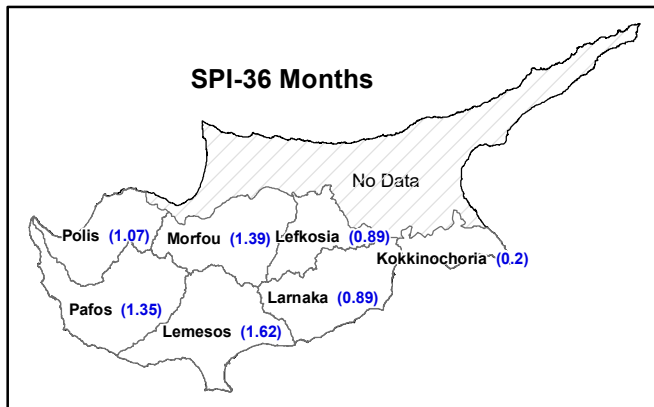 SPI-36 Months
No Data
Polis (1.07)
Morfou (1.39)
Lefkosia (0.89)
Kokkinochoria (0.2)
Pafos (1.35)
Lemesos (1.62)
Larnaka (0.89)